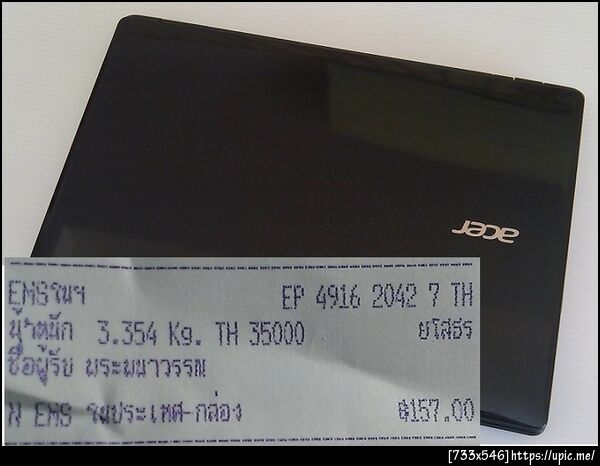 acer
EMSในฯ EP 4916 2042 7 TH
น้ำหนัก 3.354 Kg. TH 35000 ยโสธร
ชื่อผู้รับ พระมนาวรรณ
N EMS ในประเทศ-กล่อง ฿157.00
[733x546] https://upic.me/